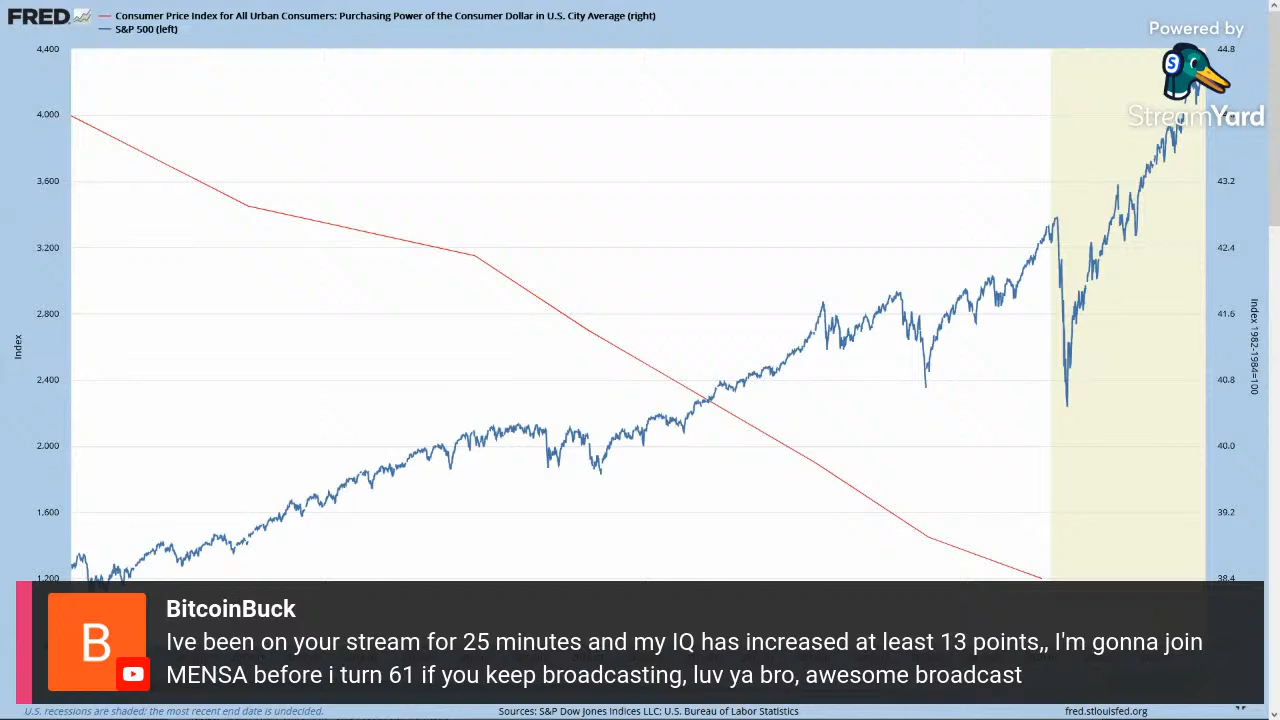 FRED
Consumer Price Index for All Urban Consumers: Purchasing Power of the Consumer Dollar in U.S. City Average (right)
S&P 500 (left)
Powered by
S
StreamYard
4,400
4,000
3,600
3,200
2,800
2,400
2,000
1,600
1,200
Index
44.8
43.2
42.4
41.6
40.8
40.0
39.2
38.4
Index 1982-1984=100
B
BitcoinBuck
Ive been on your stream for 25 minutes and my IQ has increased at least 13 points,, I'm gonna join
MENSA before i turn 61 if you keep broadcasting, luv ya bro, awesome broadcast
U.S. recessions are shaded; the most recent end date is undecided.
Sources: S&P Dow Jones Indices LLC; U.S. Bureau of Labor Statistics
fred.stlouisfed.org